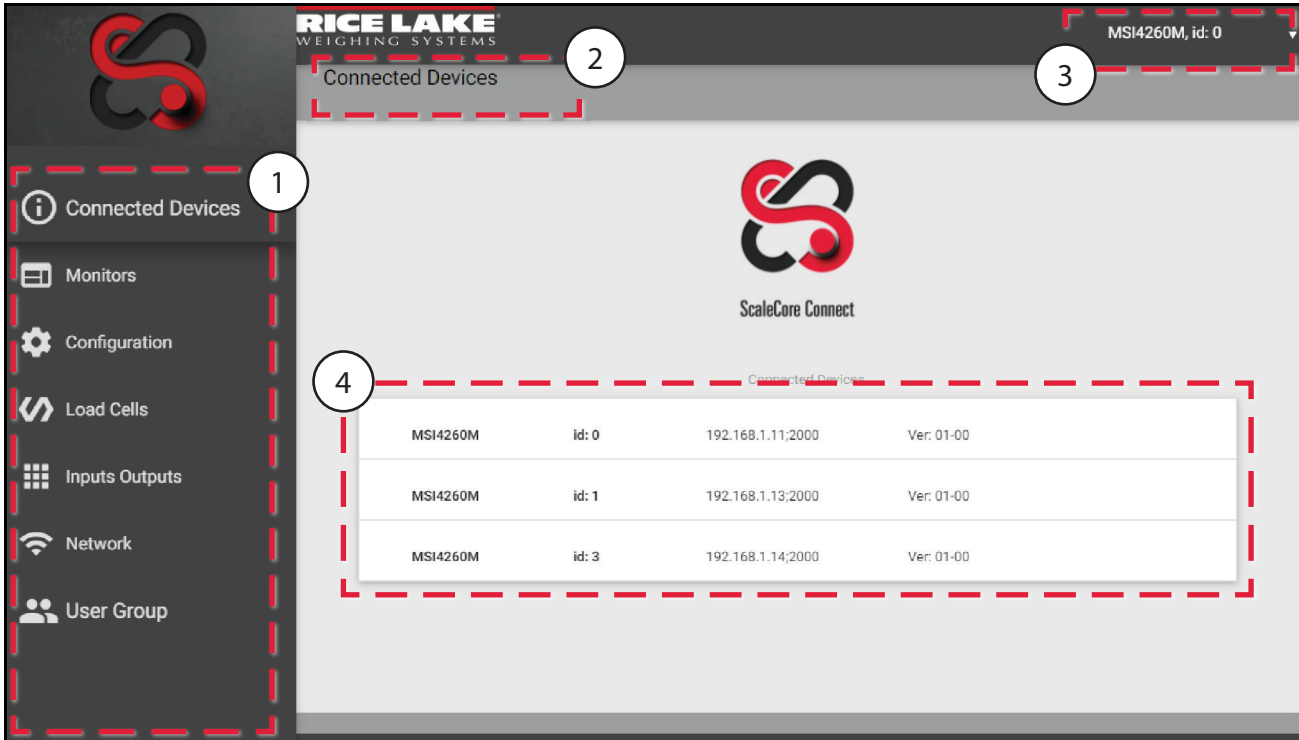 RICE LAKE
WEIGHING SYSTEMS
MSI4260M, id: 0
2
3
Connected Devices
1
Connected Devices
Monitors
Configuration
Load Cells
Inputs Outputs
Network
User Group
ScaleCore Connect
4
Connected Devices
MSI4260M id: 0 192.168.1.11;2000 Ver: 01-00
MSI4260M id: 1 192.168.1.13;2000 Ver: 01-00
MSI4260M id: 3 192.168.1.14;2000 Ver: 01-00